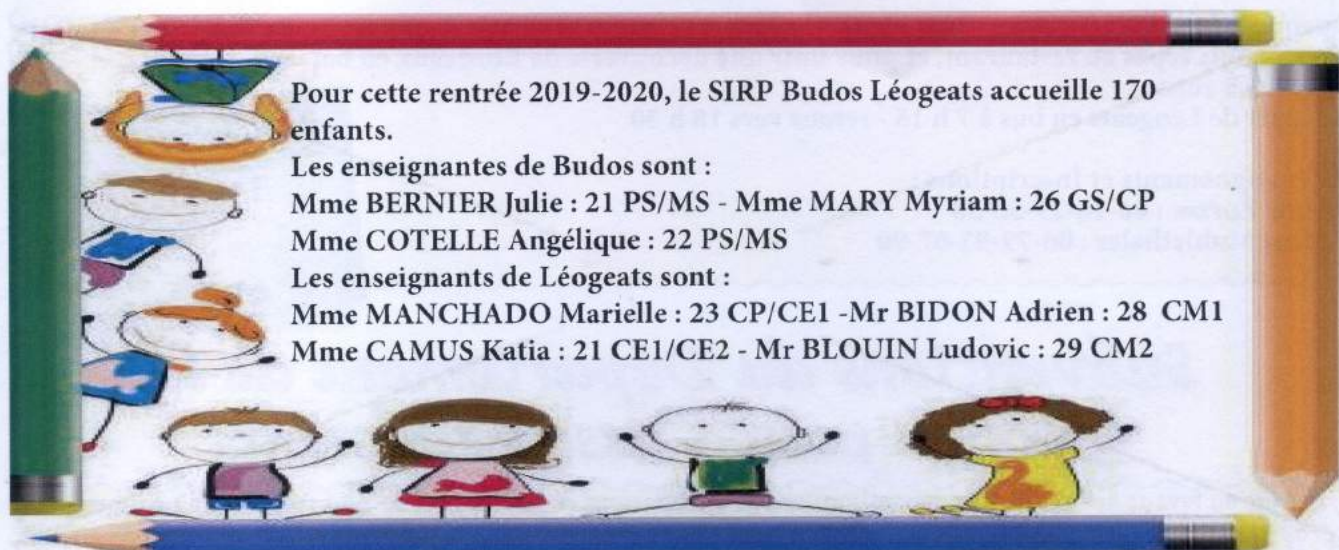 Pour cette rentrée 2019-2020, le SIRP Budos Léogeats accueille 170
enfants.
Les enseignantes de Budos sont :
Mme BERNIER Julie : 21 PS/MS - Mme MARY Myriam : 26 GS/CP
Mme COTELLE Angélique : 22 PS/MS
Les enseignants de Léogeats sont :
Mme MANCHADO Marielle : 23 CP/CE1 -Mr BIDON Adrien : 28 CM1
Mme CAMUS Katia : 21 CE1/CE2 - Mr BLOUIN Ludovic : 29 CM2